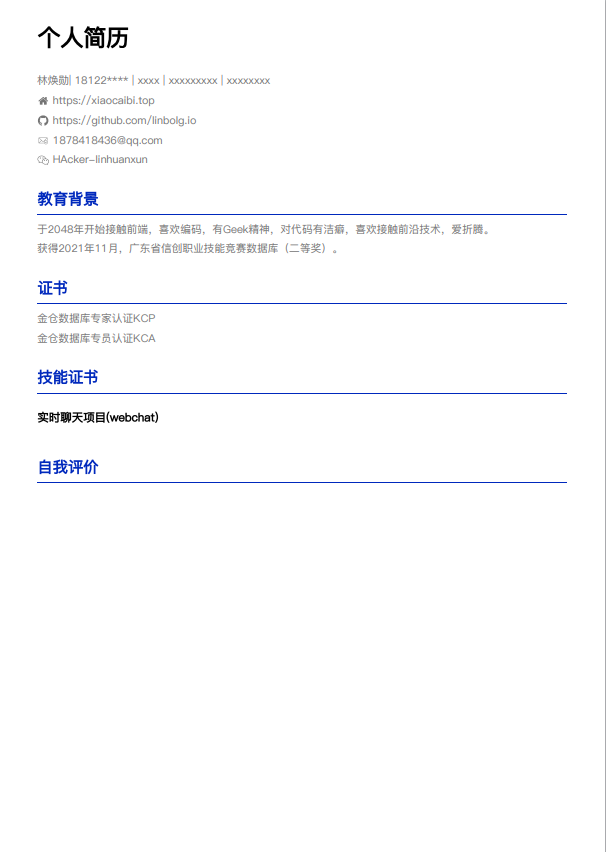 个人简历
林焕勋| 18122**** | xxxx | xxxxxxxxx | xxxxxxxx
https://xiaocaibi.top
https://github.com/linbolg.io
1878418436@qq.com
HAcker-linhuanxun
教育背景
于2048年开始接触前端，喜欢编码，有Geek精神，对代码有洁癖，喜欢接触前沿技术，爱折腾。
获得2021年11月，广东省信创职业技能竞赛数据库（二等奖）。
证书
金仓数据库专家认证KCP
金仓数据库专员认证KCA
技能证书
实时聊天项目(webchat)
自我评价